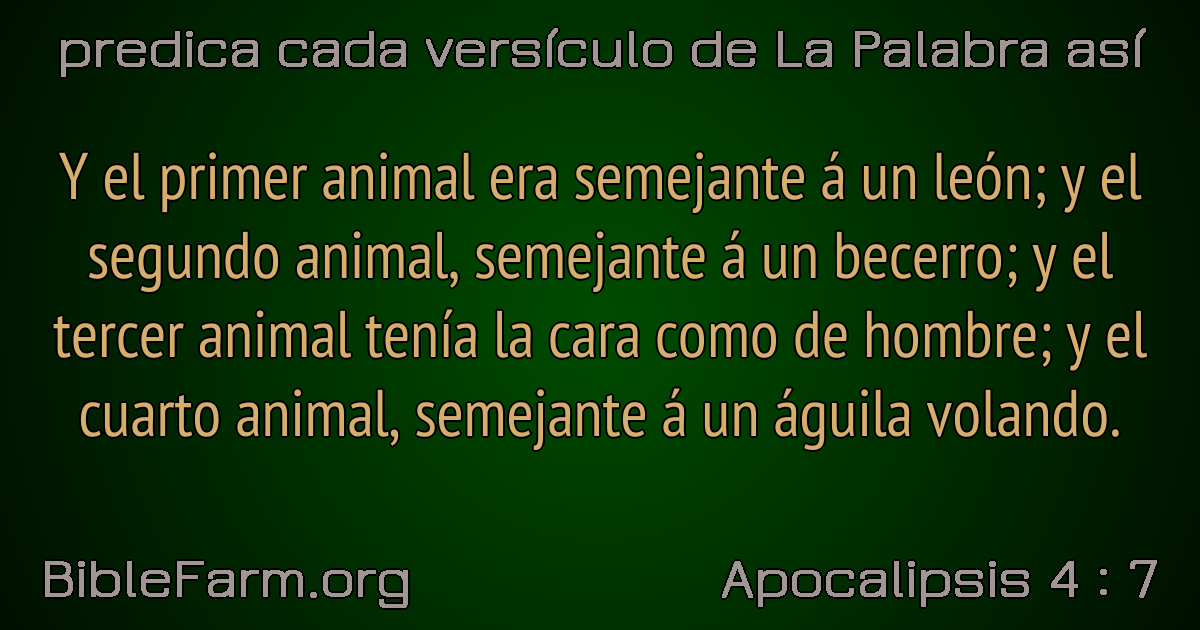 predica cada versículo de La Palabra así
Y el primer animal era semejante á un león; y el
segundo animal, semejante á un becerro; y el
tercer animal tenía la cara como de hombre; y el
cuarto animal, semejante á un águila volando.
BibleFarm.org
Apocalipsis 4 : 7